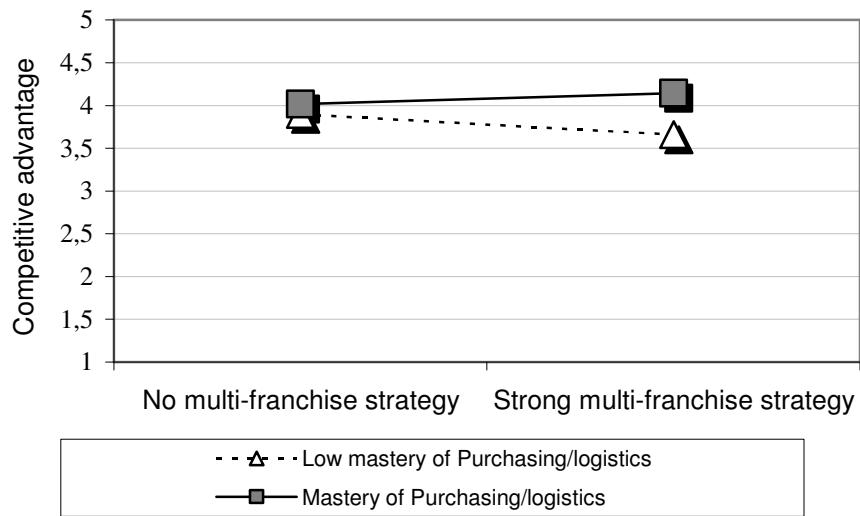 Competitive advantage
5
4,5
4
3,5
3
2,5
2
1,5
1
No multi-franchise strategy Strong multi-franchise strategy
Low mastery of Purchasing/logistics
Mastery of Purchasing/logistics